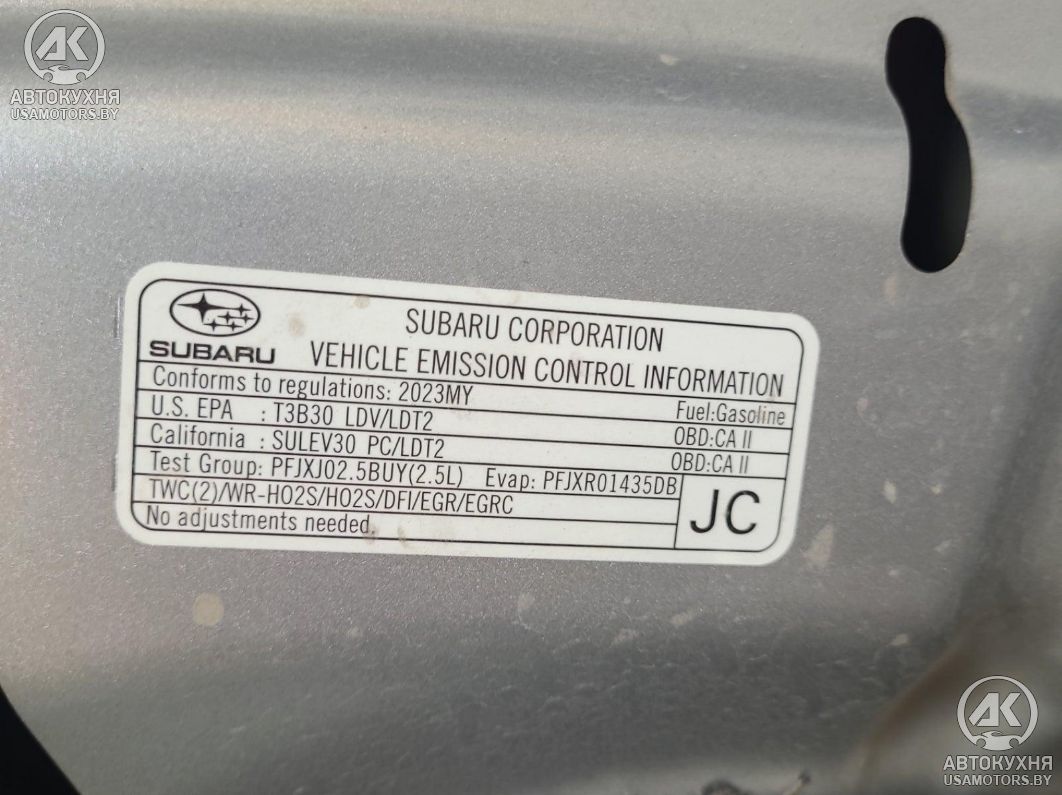 АВТОКУХНЯ
USAMOTORS.BY
SUBARU
SUBARU CORPORATION
VEHICLE EMISSION CONTROL INFORMATION
Conforms to regulations: 2023MY Fuel:Gasoline
U.S. EPA : T3B30 LDV/LDT2 OBD:CA II
California : SULEV30 PC/LDT2 OBD:CA II
Test Group: PFJXJ02.5BUY(2.5L) Evap: PFJXR01435DB
TWC(2)/WR-HO2S/HO2S/DFI/EGR/EGRC
No adjustments needed.
JC
АВТОКУХНЯ
USAMOTORS.BY